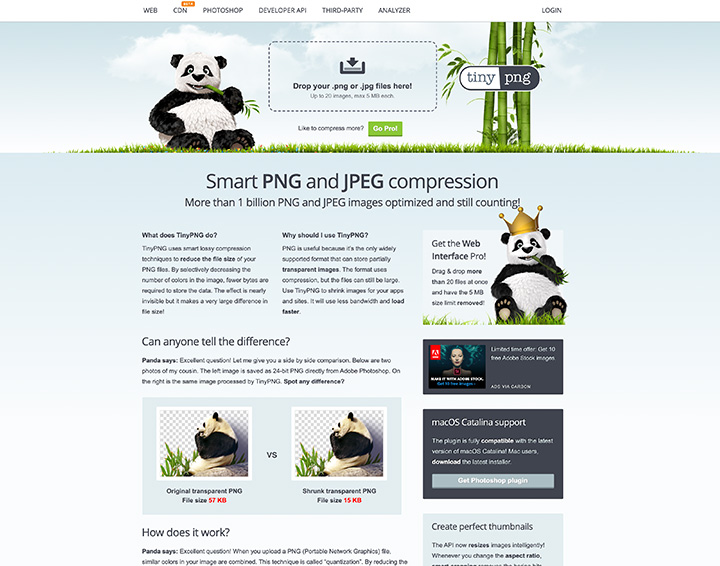 WEB
CDN
BETA
PHOTOSHOP
DEVELOPER API
THIRD-PARTY
ANALYZER
LOGIN
Drop your .png or .jpg files here!
Up to 20 images, max 5 MB each.
tiny png
Like to compress more?
Go Pro!
Smart PNG and JPEG compression
More than 1 billion PNG and JPEG images optimized and still counting!
What does TinyPNG do?
TinyPNG uses smart lossy compression
techniques to reduce the file size of your
PNG files. By selectively decreasing the
number of colors in the image, fewer bytes are
required to store the data. The effect is nearly
invisible but it makes a very large difference in
file size!
Why should I use TinyPNG?
PNG is useful because it's the only widely
supported format that can store partially
transparent images. The format uses
compression, but the files can still be large.
Use TinyPNG to shrink images for your apps
and sites. It will use less bandwidth and load
faster.
Get the Web
Interface Pro!
Drag & drop more
than 20 files at once
and have the 5 MB
size limit removed!
Can anyone tell the difference?
Panda says: Excellent question! Let me give you a side by side comparison. Below are two
photos of my cousin. The left image is saved as 24-bit PNG directly from Adobe Photoshop. On
the right is the same image processed by TinyPNG. Spot any difference?
Adobe
MAKE IT WITH ADOBE STOCK.
Get 10 free images ›
Limited time offer: Get 10
free Adobe Stock images
ADS VIA CARBON
VS
Original transparent PNG
File size 57 KB
Shrunk transparent PNG
File size 15 KB
macOS Catalina support
The plugin is fully compatible with the latest
version of macOS Catalina! Mac users,
download the latest installer.
Get Photoshop plugin
How does it work?
Panda says: Excellent question! When you upload a PNG (Portable Network Graphics) file,
similar colors in your image are combined. This technique is called "quantization". By reducing the
Create perfect thumbnails
The API now resizes images intelligently!
Whenever you change the aspect ratio,
smart cropping removes the boring bits